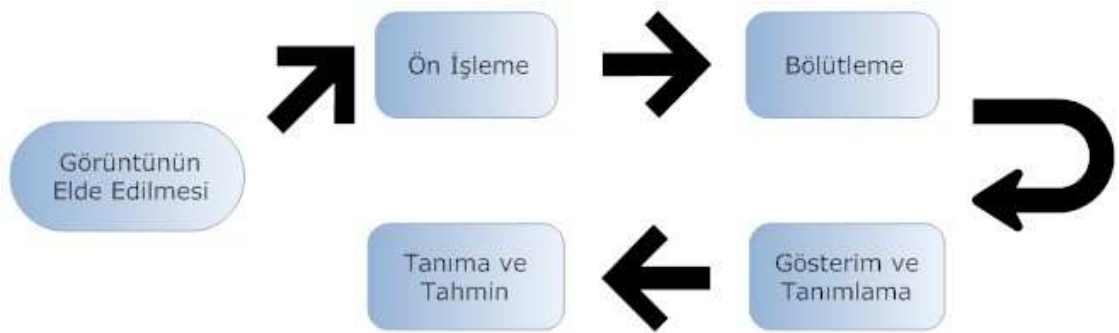 Görüntünün
Elde Edilmesi
Ön İşleme
Bölütleme
Gösterim ve
Tanımlama
Tanıma ve
Tahmin